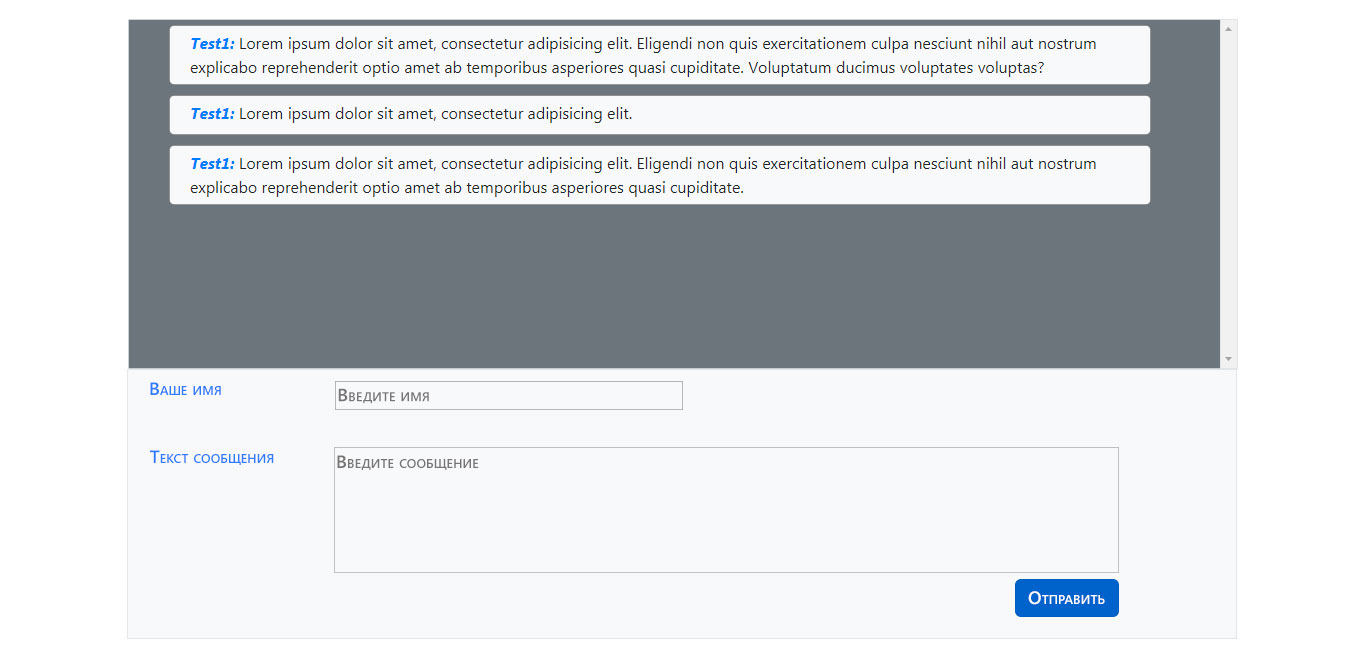 Test1: Lorem ipsum dolor sit amet, consectetur adipisicing elit. Eligendi non quis exercitationem culpa nesciunt nihil aut nostrum
explicabo reprehenderit optio amet ab temporibus asperiores quasi cupiditate. Voluptatum ducimus voluptates voluptas?
Test1: Lorem ipsum dolor sit amet, consectetur adipisicing elit.
Test1: Lorem ipsum dolor sit amet, consectetur adipisicing elit. Eligendi non quis exercitationem culpa nesciunt nihil aut nostrum
explicabo reprehenderit optio amet ab temporibus asperiores quasi cupiditate.
Ваше имя
Введите имя
Текст сообщения
Введите сообщение
Отправить